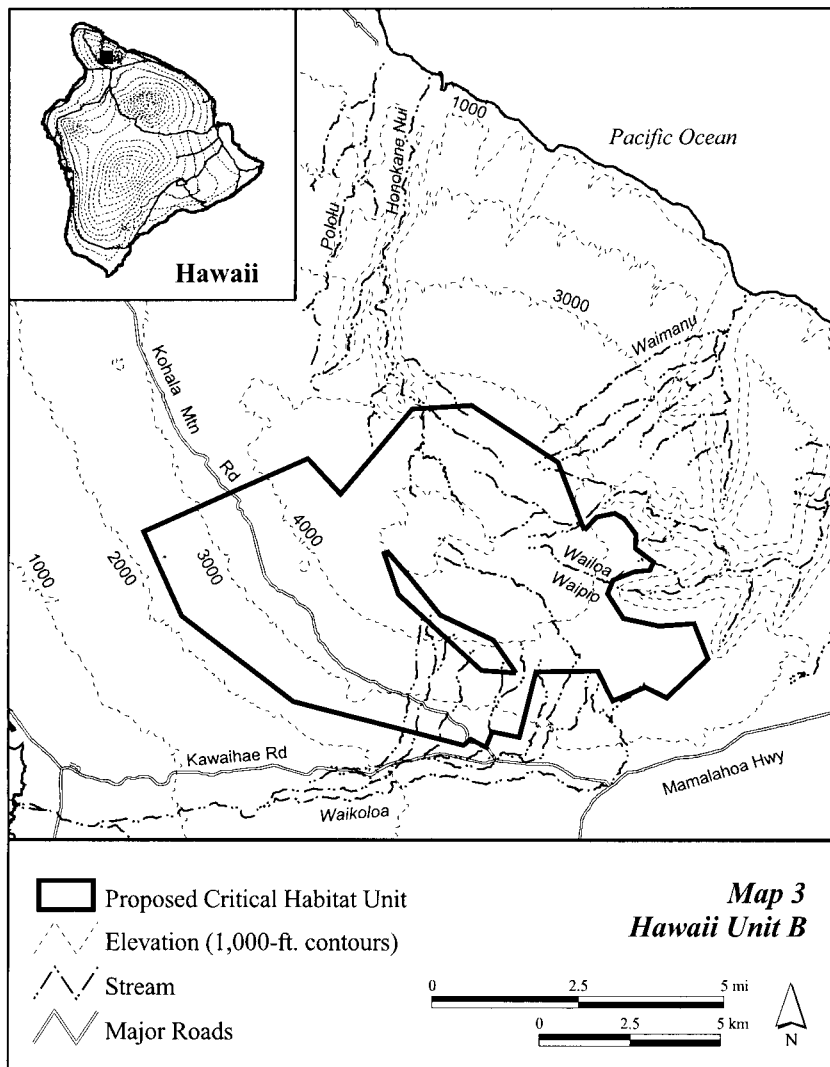 Hawaii
Pacific Ocean
1000
Honokane Nui
Pololu
3000
Waimanu
Kohala Mtn Rd
4000
3000
2000
1000
Wailoa
Waipio
Kawaihae Rd
Mamalahoa Hwy
Waikoloa
Proposed Critical Habitat Unit
Elevation (1,000-ft. contours)
Stream
Major Roads
Map 3
Hawaii Unit B
0 2.5 5 mi
0 2.5 5 km
N